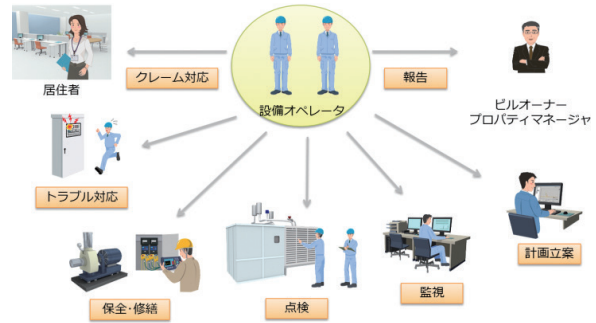 クレーム対応
報告
居住者
設備オペレータ
ビルオーナー
プロパティマネージャ
トラブル対応
計画立案
監視
保全・修繕
点検